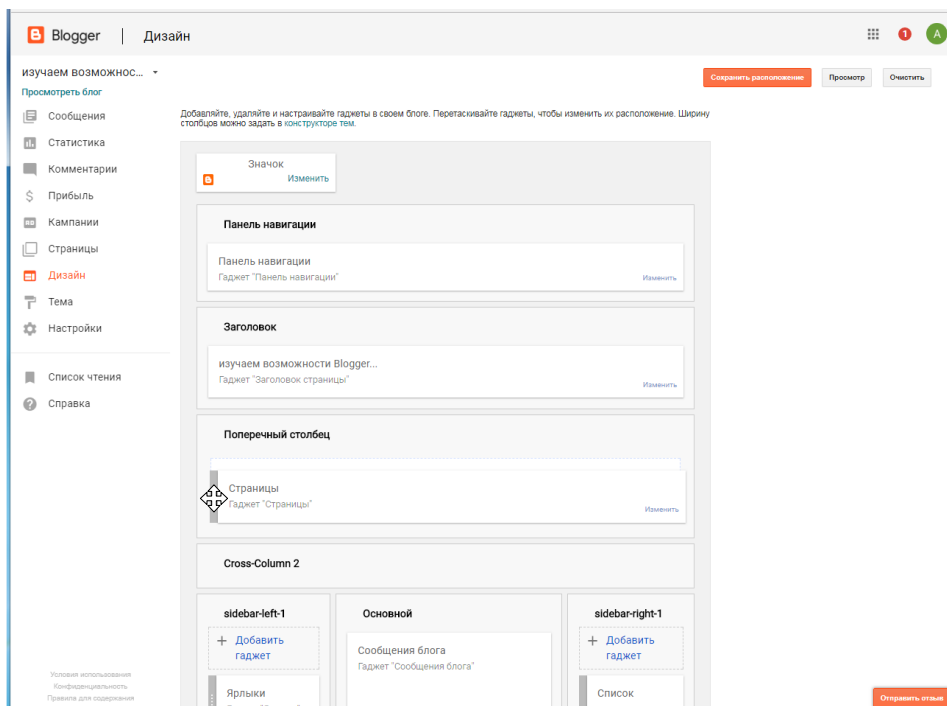 Blogger | Дизайн
1
A
изучаем возможнос...
Просмотреть блог
Сохранить расположение
Просмотр
Очистить
Сообщения
Статистика
Комментарии
Прибыль
Кампании
Страницы
Дизайн
Тема
Настройки
Список чтения
Справка
Условия использования
Конфиденциальность
Правила для содержания
Добавляйте, удаляйте и настраивайте гаджеты в своем блоге. Перетаскивайте гаджеты, чтобы изменить их расположение. Ширину
столбцов можно задать в конструкторе тем.
Значок
Изменить
Панель навигации
Панель навигации
Гаджет "Панель навигации"
Изменить
Заголовок
изучаем возможности Blogger...
Гаджет "Заголовок страницы"
Изменить
Поперечный столбец
Страницы
Гаджет "Страницы"
Изменить
Cross-Column 2
sidebar-left-1
+ Добавить
гаджет
Ярлыки
Основной
Сообщения блога
Гаджет "Сообщения блога"
sidebar-right-1
+ Добавить
гаджет
Список
Отправить отзыв